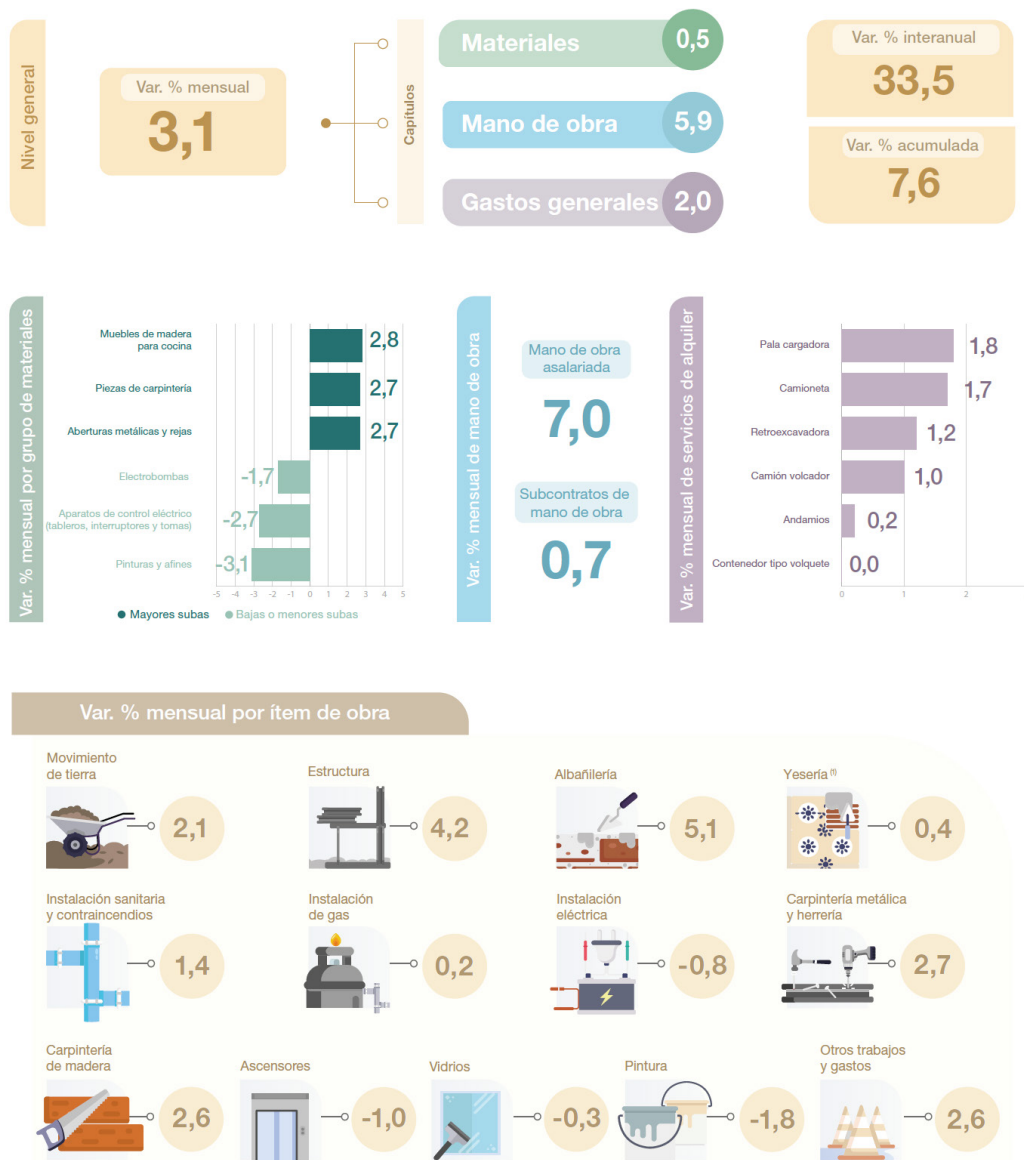 Nivel general
Var. % mensual
3,1
Capítulos
Materiales
0,5
Mano de obra
5,9
Gastos generales
2,0
Var. % interanual
33,5
Var. % acumulada
7,6
Var. % mensual por grupo de materiales
Muebles de madera
para cocina
2,8
Piezas de carpintería
2,7
Aberturas metálicas y rejas
2,7
Electrobombas
-1,7
Aparatos de control eléctrico
(tableros, interruptores y tomas)
-2,7
Pinturas y afines
-3,1
-5 -4 -3 -2 -1 0 1 2 3 4 5
Mayores subas
Bajas o menores subas
Var. % mensual de mano de obra
Mano de obra
asalariada
7,0
Subcontratos de
mano de obra
0,7
Var. % mensual de servicios de alquiler
Pala cargadora
1,8
Camioneta
1,7
Retroexcavadora
1,2
Camión volcador
1,0
Andamios
0,2
Contenedor tipo volquete
0,0
0 1 2
Var. % mensual por ítem de obra
Movimiento
de tierra
2,1
Estructura
4,2
Albañilería
5,1
Yesería (1)
0,4
Instalación sanitaria
y contraincendios
1,4
Instalación
de gas
0,2
Instalación
eléctrica
-0,8
Carpintería metálica
y herrería
2,7
Carpintería
de madera
2,6
Ascensores
-1,0
Vidrios
-0,3
Pintura
-1,8
Otros trabajos
y gastos
2,6